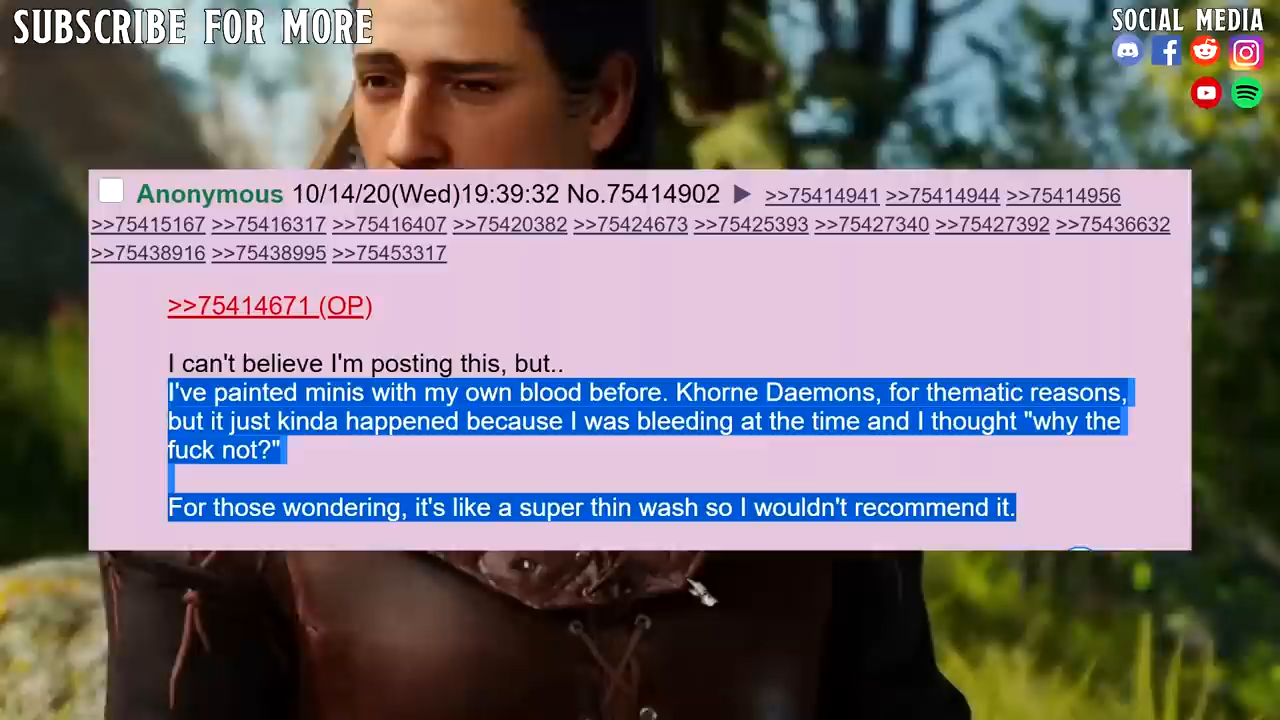 SUBSCRIBE FOR MORE
SOCIAL MEDIA
Anonymous 10/14/20(Wed)19:39:32 No.75414902 ▶ >>75414941 >>75414944 >>75414956
>>75415167 >>75416317 >>75416407 >>75420382 >>75424673 >>75425393 >>75427340 >>75427392 >>75436632
>>75438916 >>75438995 >>75453317
>>75414671 (OP)
I can't believe I'm posting this, but..
I've painted minis with my own blood before. Khorne Daemons, for thematic reasons,
but it just kinda happened because I was bleeding at the time and I thought "why the
fuck not?"
For those wondering, it's like a super thin wash so I wouldn't recommend it.